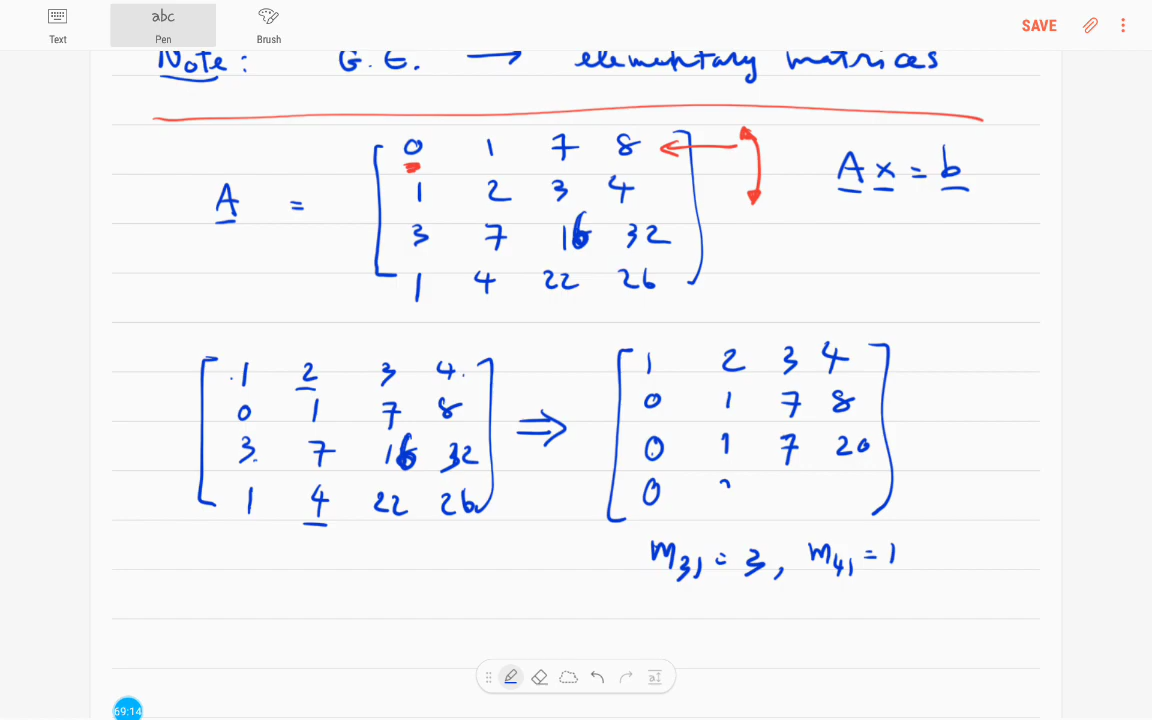 Text
abc
Pen
Brush
SAVE
Note: G.E. → elementary matrices
A = [ 0 1 7 8
1 2 3 4
3 7 16 32
1 4 22 26 ]
A x = b
[ 1 2 3 4
0 1 7 8
3 7 16 32
1 4 22 26 ]
⇒
[ 1 2 3 4
0 1 7 8
0 1 7 20
0 ]
m31 = 3, m41 = 1
69:14